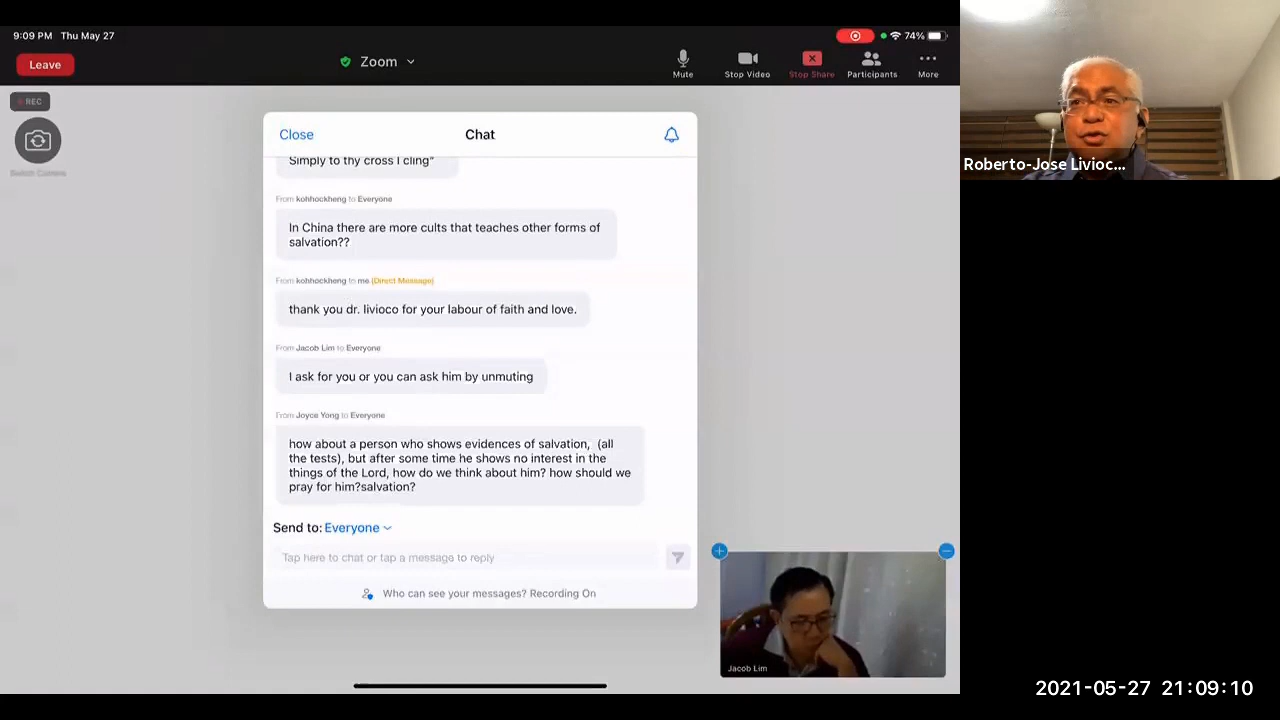 9:09 PM Thu May 27
74%
Leave
Zoom
Mute
Stop Video
Stop Share
Participants
More
REC
Switch Camera
Close
Chat
Simply to thy cross I cling"
From kohhockheng to Everyone
In China there are more cults that teaches other forms of
salvation??
From kohhockheng to me (Direct Message)
thank you dr. livioco for your labour of faith and love.
From Jacob Lim to Everyone
I ask for you or you can ask him by unmuting
From Joyce Yong to Everyone
how about a person who shows evidences of salvation, (all
the tests), but after some time he shows no interest in the
things of the Lord, how do we think about him? how should we
pray for him?salvation?
Send to: Everyone
Tap here to chat or tap a message to reply
Who can see your messages? Recording On
Jacob Lim
Roberto-Jose Livioc...
2021-05-27 21:09:10